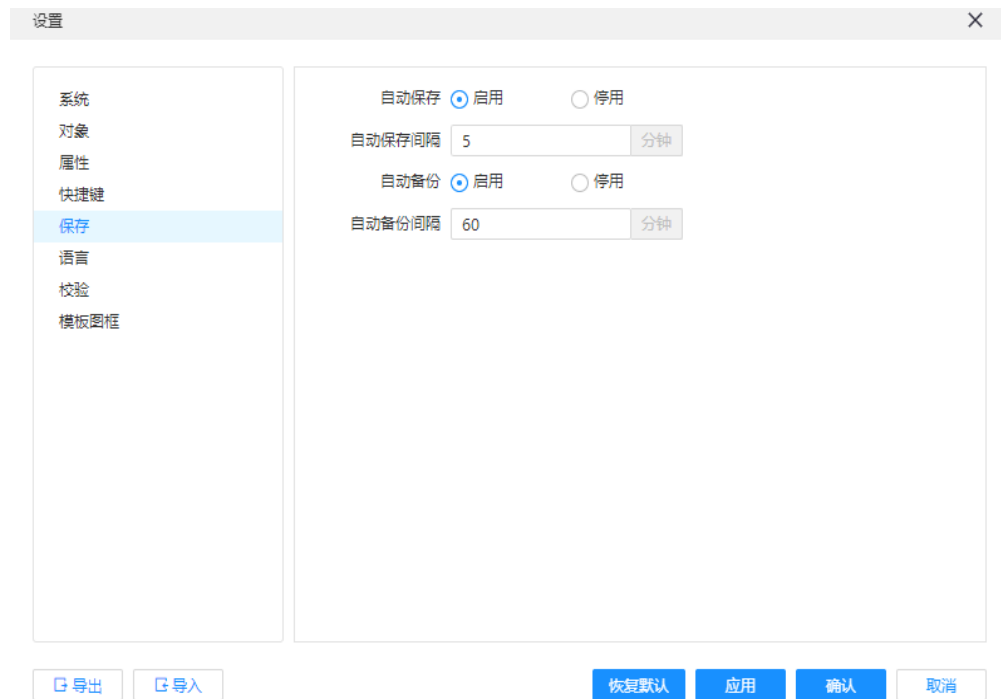 设置
系统
对象
属性
快捷键
保存
语言
校验
模板图框
自动保存 启用 停用
自动保存间隔 5 分钟
自动备份 启用 停用
自动备份间隔 60 分钟
导出 导入 恢复默认 应用 确认 取消